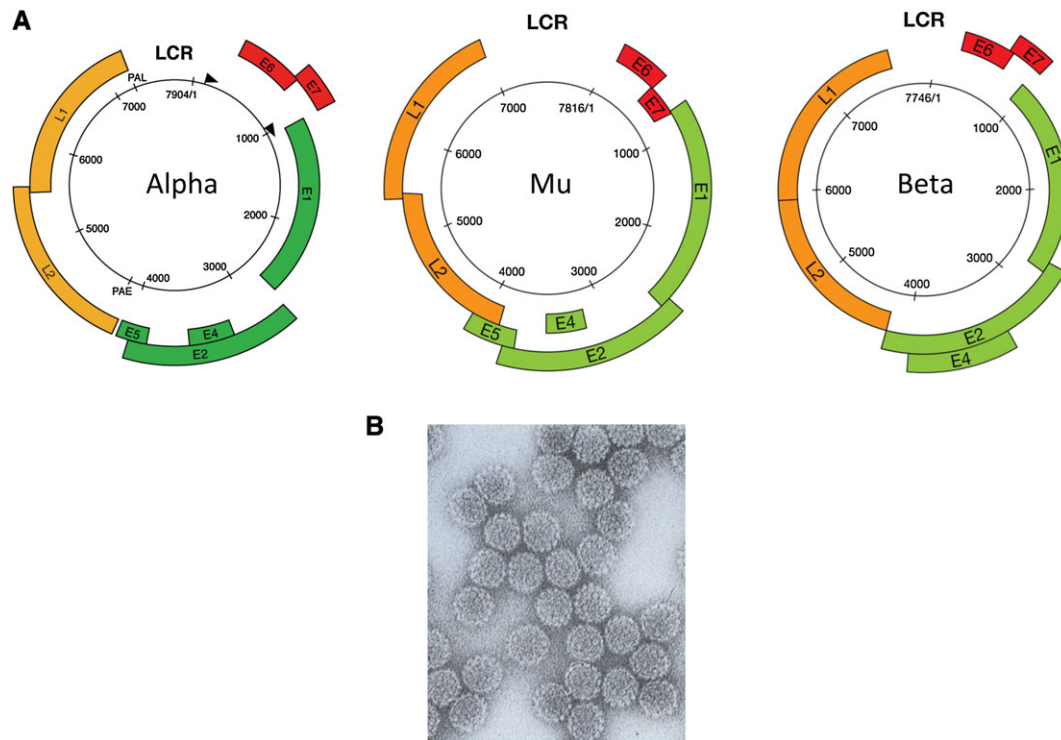 A
LCR
E6
E7
PAL
7904/1
7000
1000
L1
6000
Alpha
E1
2000
5000
L2
3000
PAE
4000
E5
E4
E2
LCR
E6
E7
7816/1
7000
1000
L1
6000
Mu
E1
2000
5000
L2
4000
3000
E5
E4
E2
LCR
E6
E7
7746/1
1000
7000
L1
E1
6000
Beta
2000
5000
3000
L2
4000
E2
E4
B